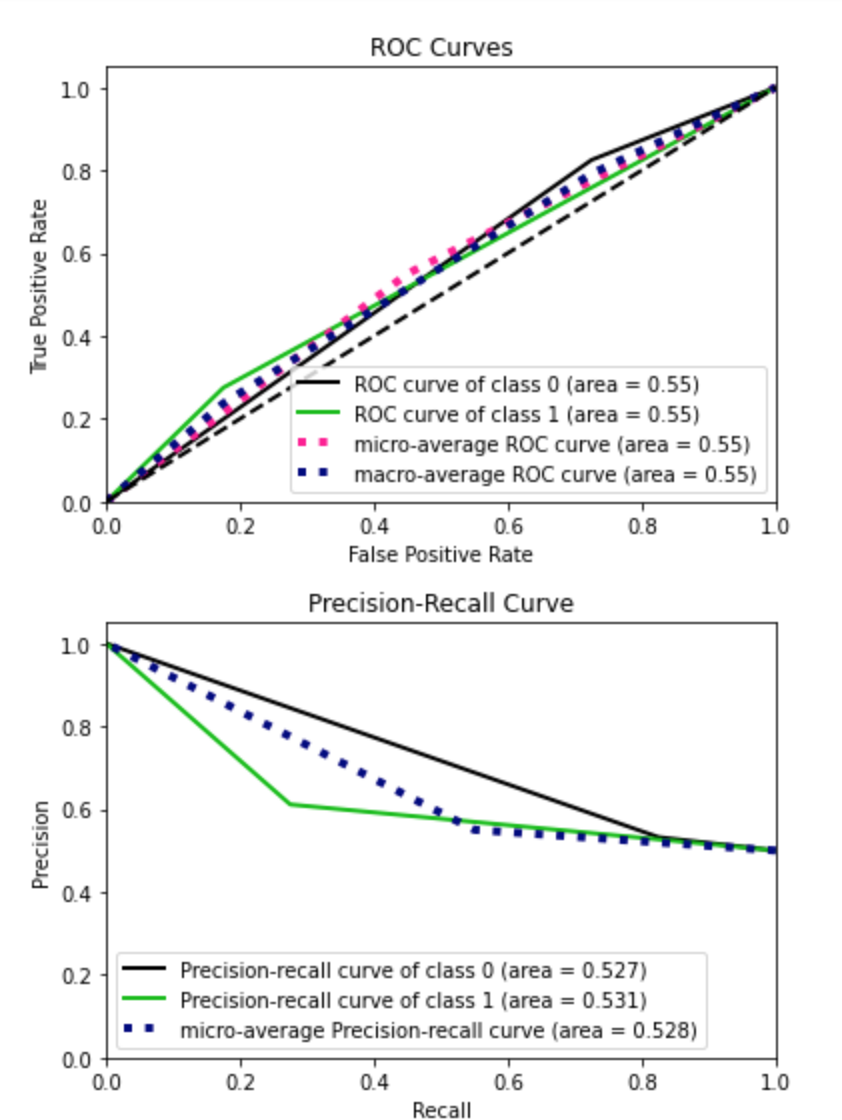 ROC Curves
1.0
0.8
0.6
0.4
0.2
0.0
True Positive Rate
ROC curve of class 0 (area = 0.55)
ROC curve of class 1 (area = 0.55)
micro-average ROC curve (area = 0.55)
macro-average ROC curve (area = 0.55)
0.0 0.2 0.4 0.6 0.8 1.0
False Positive Rate
Precision-Recall Curve
1.0
0.8
0.6
0.4
0.2
0.0
Precision
Precision-recall curve of class 0 (area = 0.527)
Precision-recall curve of class 1 (area = 0.531)
micro-average Precision-recall curve (area = 0.528)
0.0 0.2 0.4 0.6 0.8 1.0
Recall